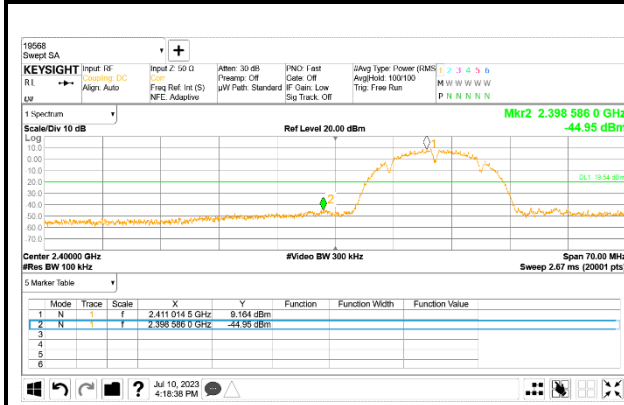 19568
Swept SA
KEYSIGHT Input: RF Input Z: 50 Ω Atten: 30 dB PNO: Fast #Avg Type: Power (RMS 1 2 3 4 5 6
R L Coupling: DC Corr Preamp: Off Gate: Off Avg|Hold: 100/100 M W W W W W
Align: Auto Freq Ref: Int (S) µW Path: Standard IF Gain: Low Trig: Free Run
NFE: Adaptive Sig Track: Off P N N N N N
1 Spectrum Mkr2 2.398 586 0 GHz
Scale/Div 10 dB Ref Level 20.00 dBm -44.95 dBm
Log
10.0 1
0.00
-10.0
-20.0
-30.0
-40.0 2
-50.0
-60.0
-70.0
Center 2.40000 GHz #Video BW 300 kHz Span 70.00 MHz
#Res BW 100 kHz Sweep 2.67 ms (20001 pts)
5 Marker Table
Mode Trace Scale X Y Function Function Width Function Value
1 N 1 f 2.411 014 5 GHz 9.164 dBm
2 N 1 f 2.398 586 0 GHz -44.95 dBm
3
4
5
6
? Jul 10, 2023
4:18:38 PM